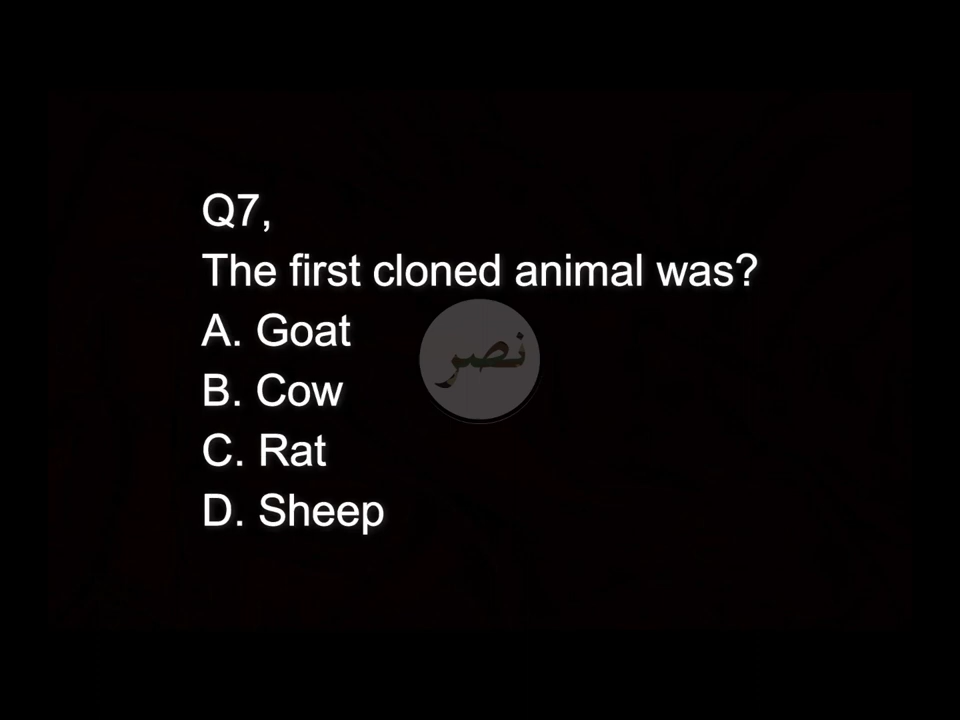 Q7,
The first cloned animal was?
A. Goat
نصر
B. Cow
C. Rat
D. Sheep